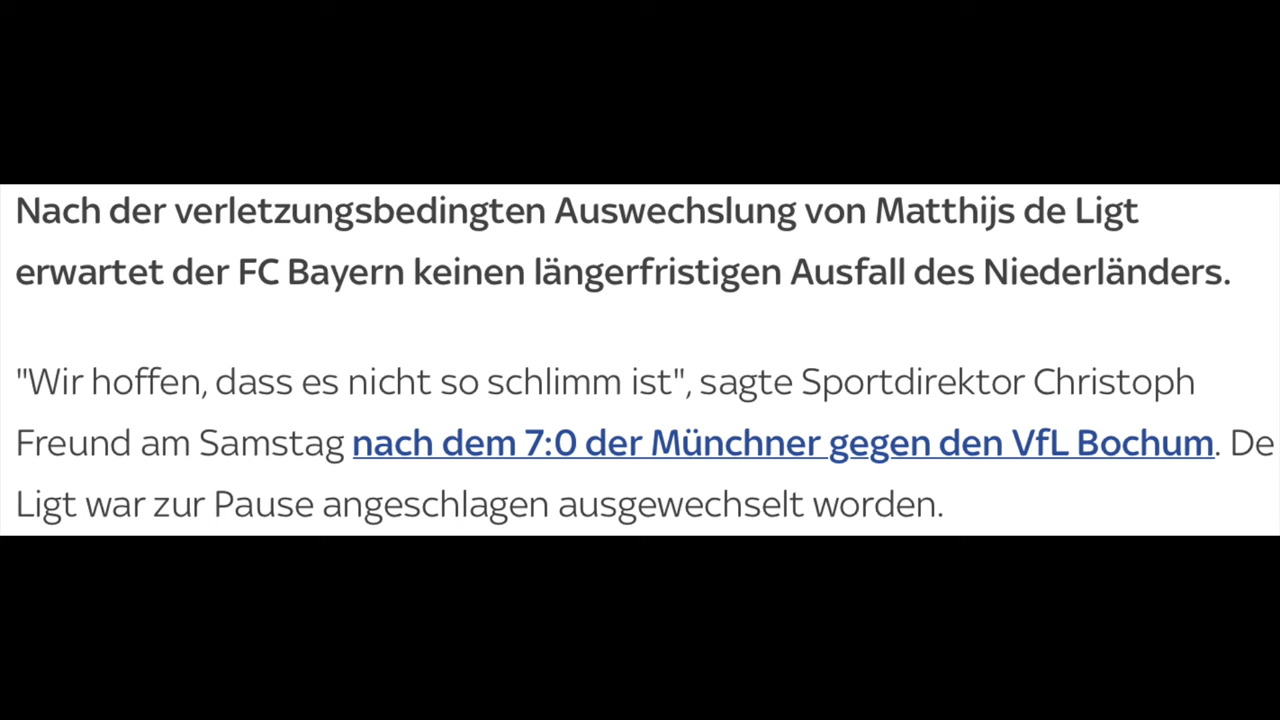 Nach der verletzungsbedingten Auswechslung von Matthijs de Ligt
erwartet der FC Bayern keinen längerfristigen Ausfall des Niederländers.
"Wir hoffen, dass es nicht so schlimm ist", sagte Sportdirektor Christoph
Freund am Samstag nach dem 7:0 der Münchner gegen den VfL Bochum. De
Ligt war zur Pause angeschlagen ausgewechselt worden.